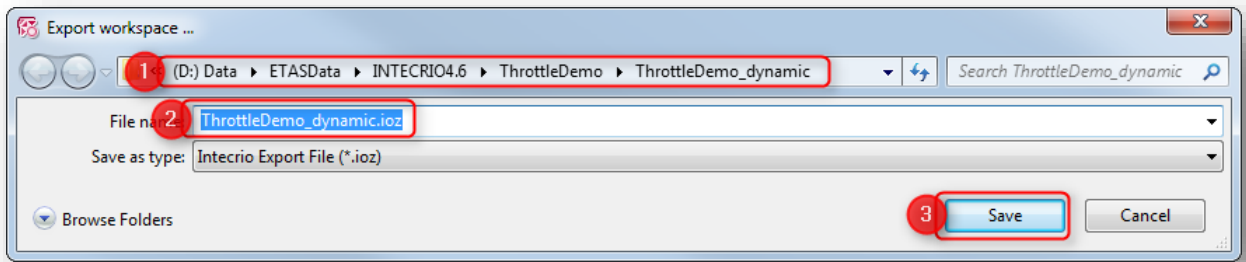 Export workspace ...
1 « (D:) Data ▸ ETASData ▸ INTECRIO4.6 ▸ ThrottleDemo ▸ ThrottleDemo_dynamic Search ThrottleDemo_dynamic
File name: 2 ThrottleDemo_dynamic.ioz
Save as type: Intecrio Export File (*.ioz)
Browse Folders 3 Save Cancel